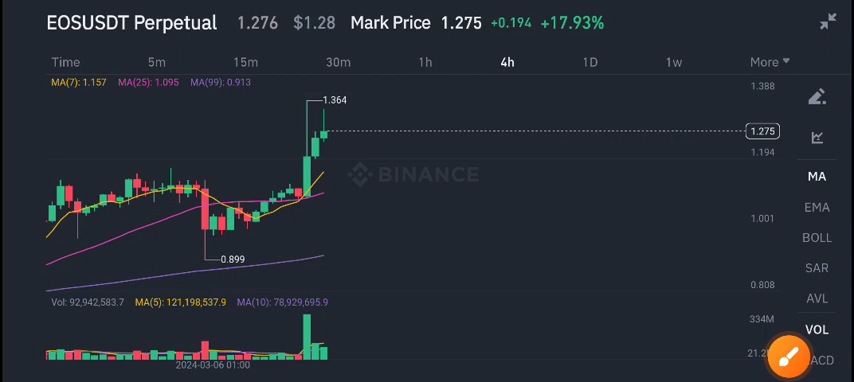 EOSUSDT Perpetual 1.276 $1.28 Mark Price 1.275 +0.194 +17.93%
Time 5m 15m 30m 1h 4h 1D 1w More
MA(7): 1.157 MA(25): 1.095 MA(99): 0.913
1.388
1.364
1.275
1.194
BINANCE
MA
EMA
1.001
BOLL
0.899
SAR
0.808
AVL
Vol: 92,942,583.7 MA(5): 121,198,537.9 MA(10): 78,929,695.9
334M
VOL
21.2
ACD
2024-03-06 01:00